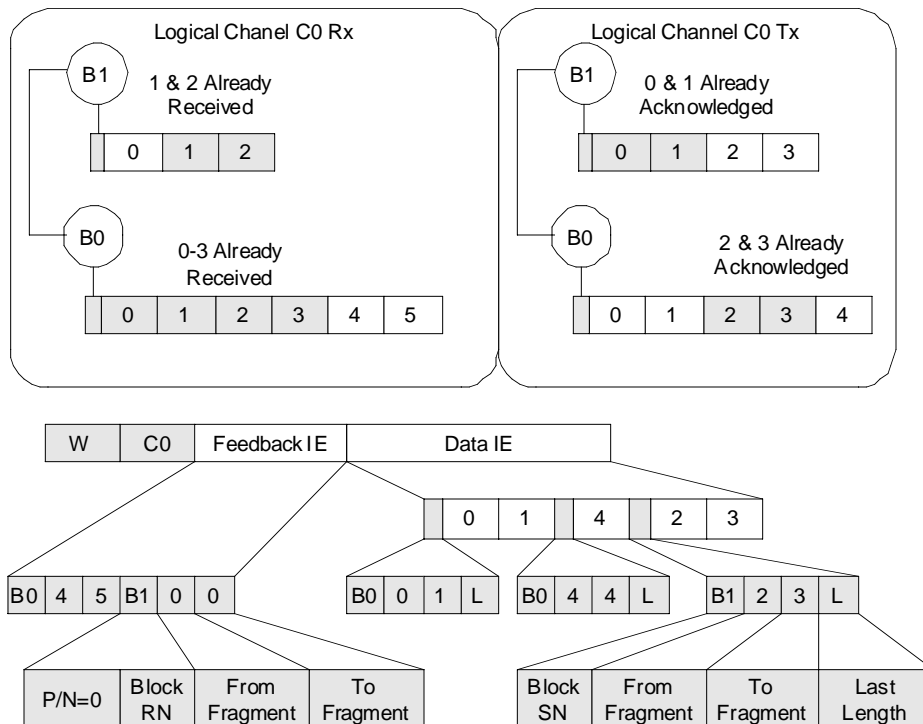 Logical Chanel C0 Rx
B1
1 & 2 Already
Received
0 1 2
B0
0-3 Already
Received
0 1 2 3 4 5
Logical Channel C0 Tx
B1
0 & 1 Already
Acknowledged
0 1 2 3
B0
2 & 3 Already
Acknowledged
0 1 2 3 4
W C0 Feedback IE Data IE
0 1 4 2 3
B0 4 5 B1 0 0
B0 0 1 L
B0 4 4 L
B1 2 3 L
P/N=0
Block
RN
From
Fragment
To
Fragment
Block
SN
From
Fragment
To
Fragment
Last
Length